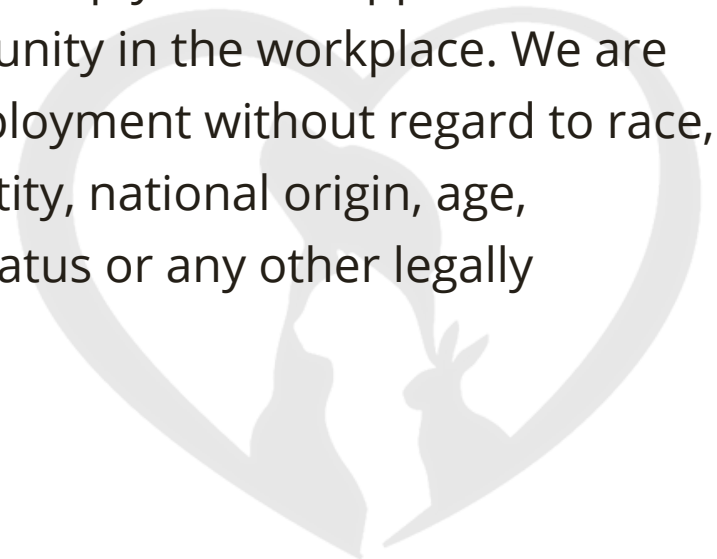 unity in the workplace. We are
ployment without regard to race,
tity, national origin, age,
atus or any other legally